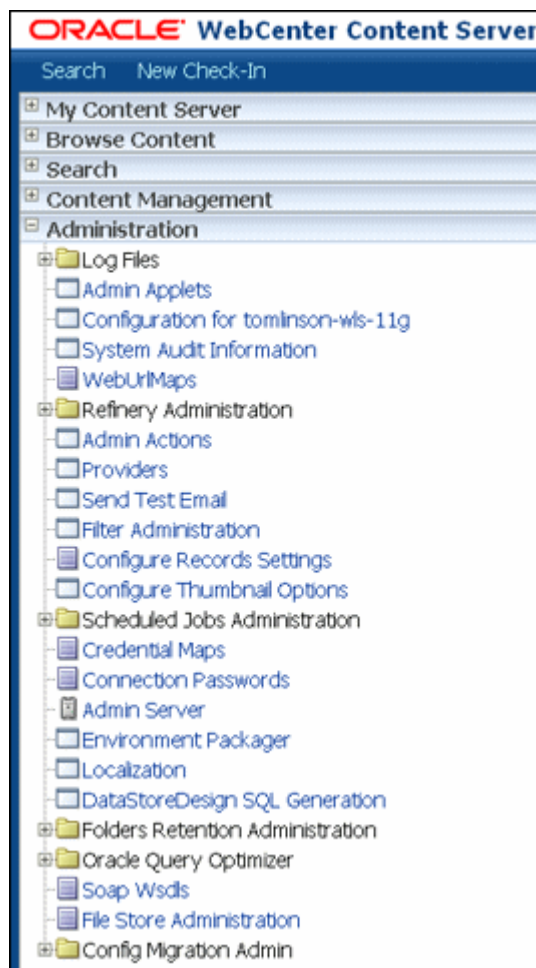 ORACLE WebCenter Content Server
Search New Check-In
My Content Server
Browse Content
Search
Content Management
Administration
Log Files
Admin Applets
Configuration for tomlinson-wls-11g
System Audit Information
WebUrlMaps
Refinery Administration
Admin Actions
Providers
Send Test Email
Filter Administration
Configure Records Settings
Configure Thumbnail Options
Scheduled Jobs Administration
Credential Maps
Connection Passwords
Admin Server
Environment Packager
Localization
DataStoreDesign SQL Generation
Folders Retention Administration
Oracle Query Optimizer
Soap Wsdls
File Store Administration
Config Migration Admin